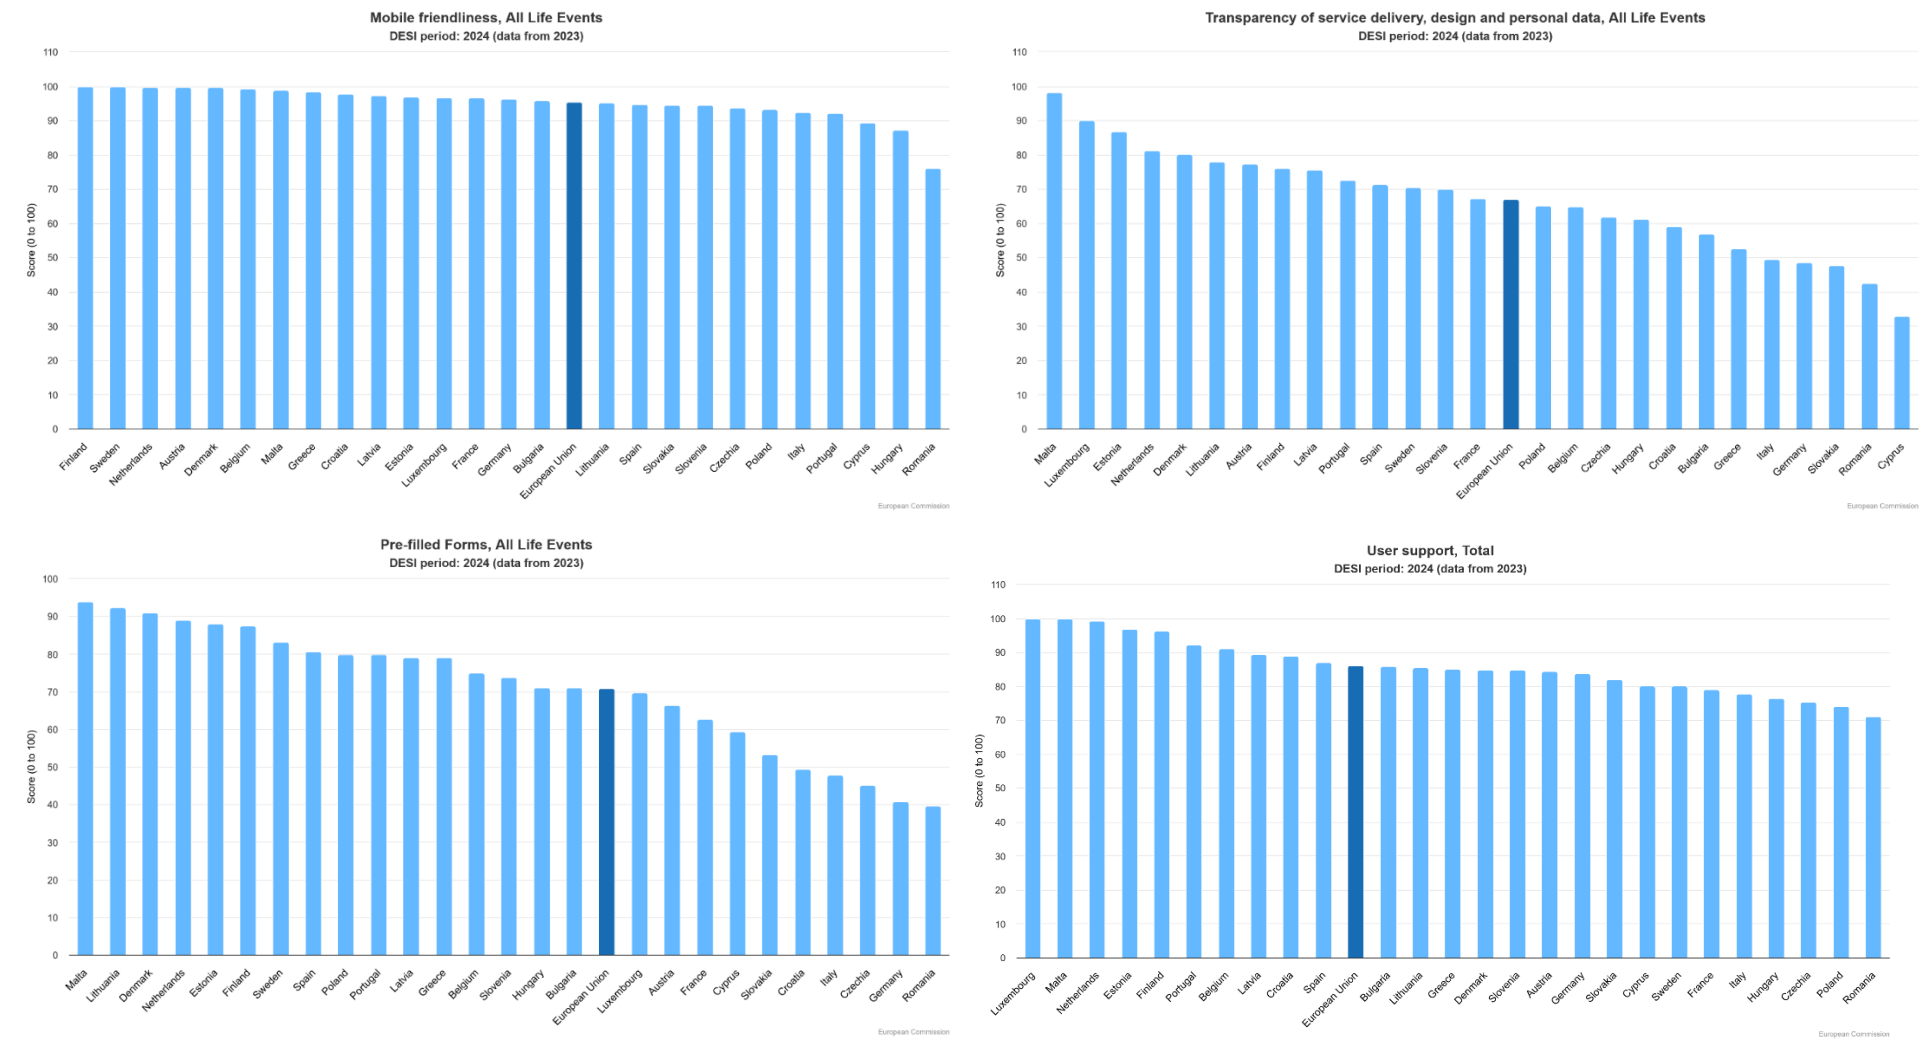 Mobile friendliness, All Life Events
DESI period: 2024 (data from 2023)
Score (0 to 100)
110
100
90
80
70
60
50
40
30
20
10
0
Finland
Sweden
Netherlands
Austria
Denmark
Belgium
Malta
Greece
Croatia
Latvia
Estonia
Luxembourg
France
Germany
Bulgaria
European Union
Lithuania
Spain
Slovakia
Slovenia
Czechia
Poland
Italy
Portugal
Cyprus
Hungary
Romania
European Commission
Transparency of service delivery, design and personal data, All Life Events
DESI period: 2024 (data from 2023)
Score (0 to 100)
110
100
90
80
70
60
50
40
30
20
10
0
Malta
Luxembourg
Estonia
Netherlands
Denmark
Lithuania
Austria
Finland
Latvia
Portugal
Spain
Sweden
Slovenia
France
European Union
Poland
Belgium
Czechia
Hungary
Croatia
Bulgaria
Greece
Italy
Germany
Slovakia
Romania
Cyprus
European Commission
Pre-filled Forms, All Life Events
DESI period: 2024 (data from 2023)
Score (0 to 100)
100
90
80
70
60
50
40
30
20
10
0
Malta
Lithuania
Denmark
Netherlands
Estonia
Finland
Sweden
Spain
Poland
Portugal
Latvia
Greece
Belgium
Slovenia
Hungary
Bulgaria
European Union
Luxembourg
Austria
France
Cyprus
Slovakia
Croatia
Italy
Czechia
Germany
Romania
European Commission
User support, Total
DESI period: 2024 (data from 2023)
Score (0 to 100)
110
100
90
80
70
60
50
40
30
20
10
0
Luxembourg
Malta
Netherlands
Estonia
Finland
Portugal
Belgium
Latvia
Croatia
Spain
European Union
Bulgaria
Lithuania
Greece
Denmark
Slovenia
Austria
Germany
Slovakia
Cyprus
Sweden
France
Italy
Hungary
Czechia
Poland
Romania
European Commission